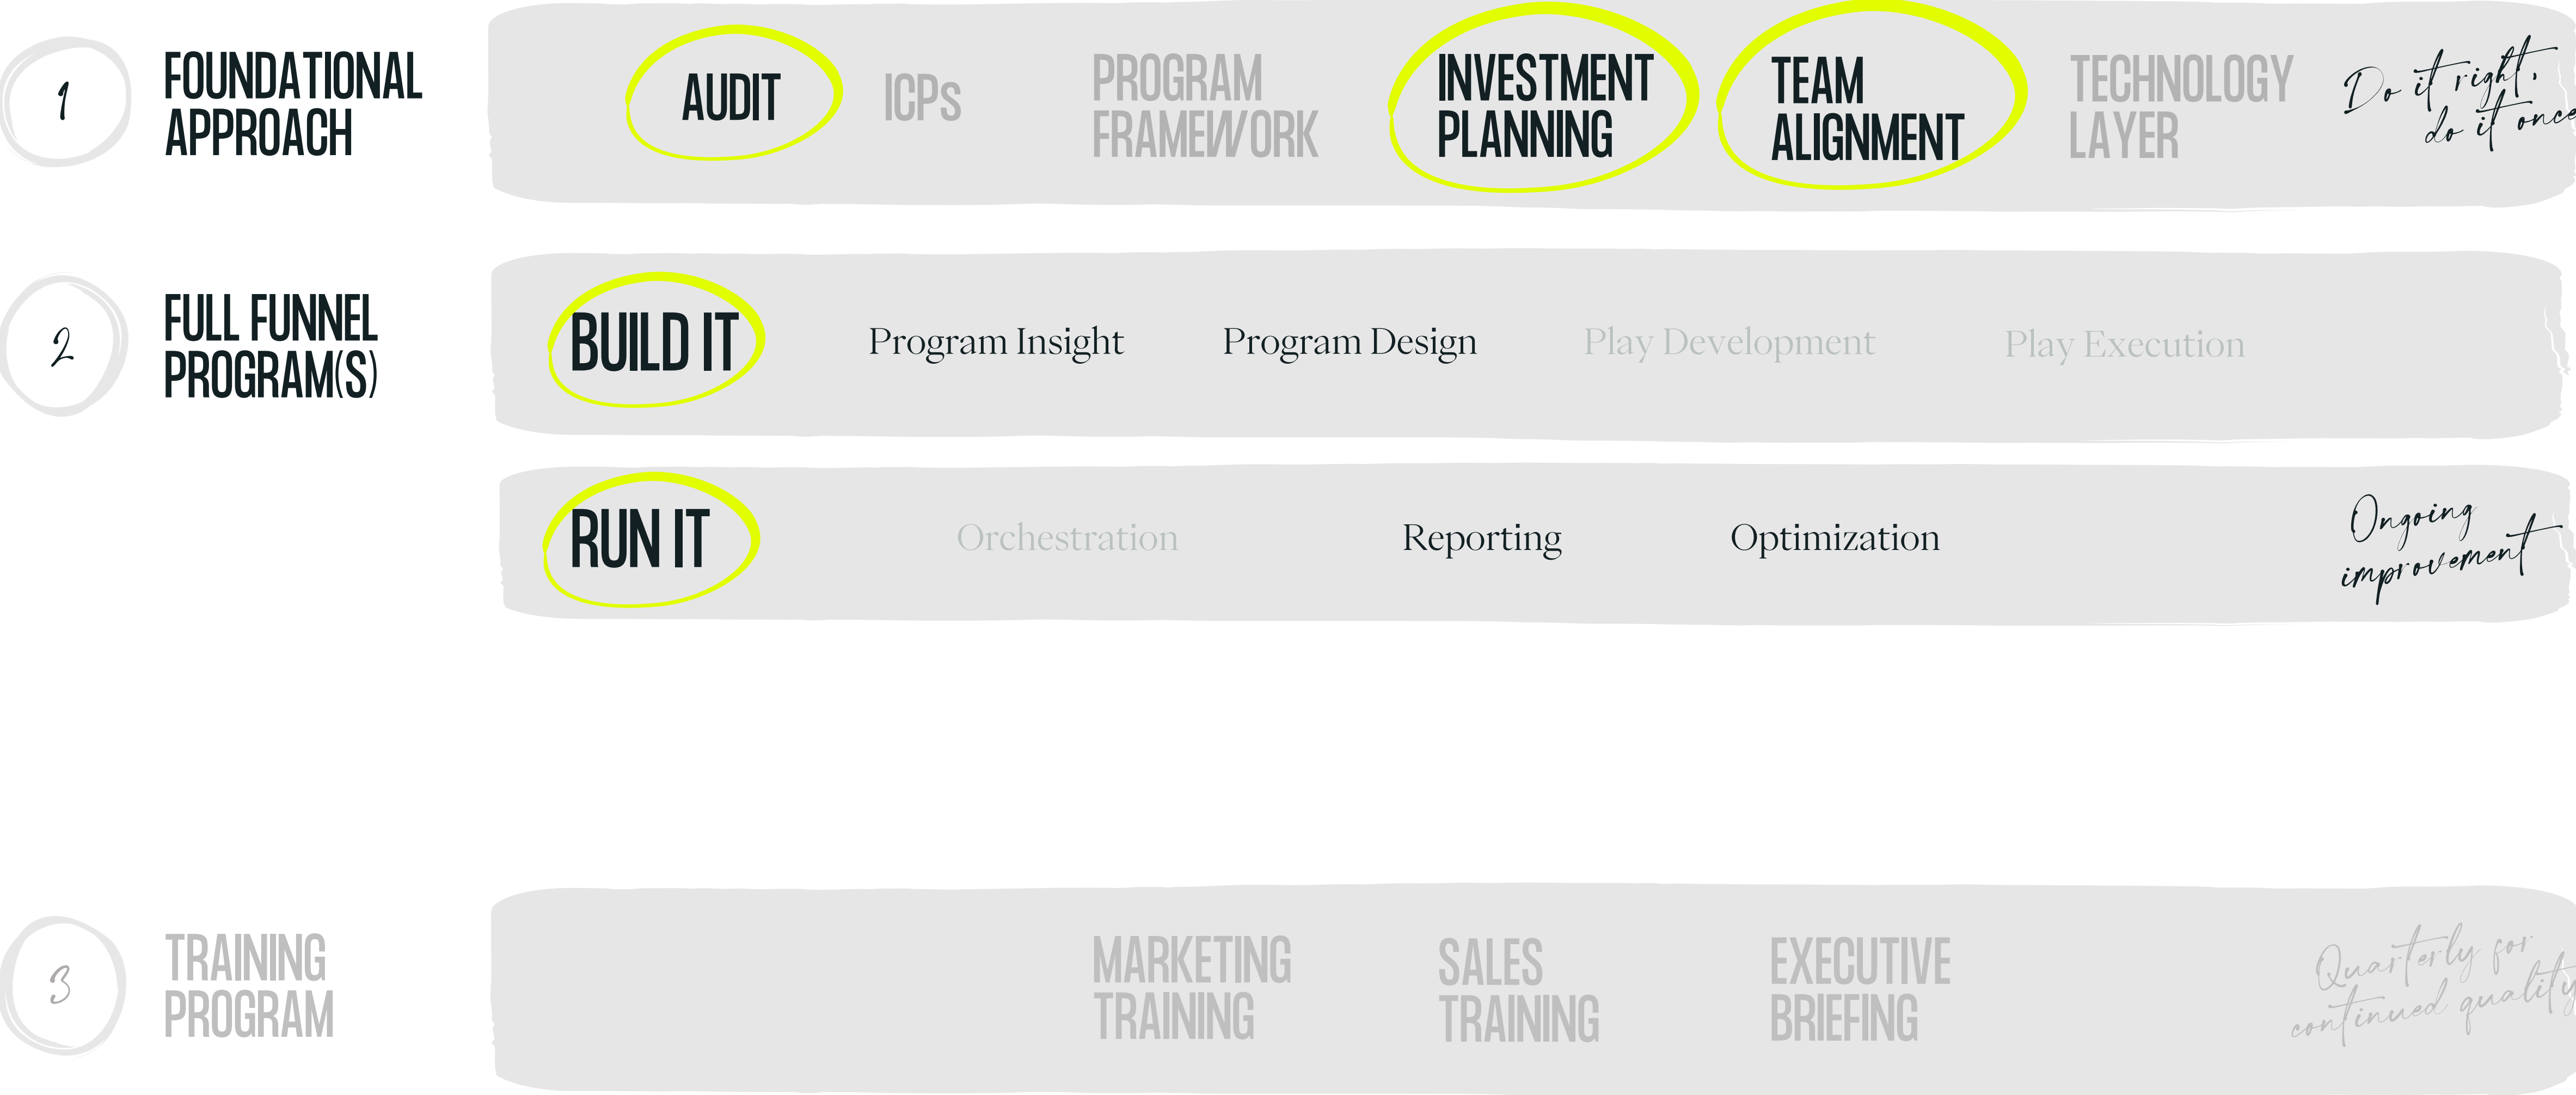 1
FOUNDATIONAL
APPROACH
AUDIT
ICPs
PROGRAM
FRAMEWORK
INVESTMENT
PLANNING
TEAM
ALIGNMENT
TECHNOLOGY
LAYER
Do it right,
do it once
2
FULL FUNNEL
PROGRAM(S)
BUILD IT
Program Insight
Program Design
Play Development
Play Execution
RUN IT
Orchestration
Reporting
Optimization
Ongoing
improvement
3
TRAINING
PROGRAM
MARKETING
TRAINING
SALES
TRAINING
EXECUTIVE
BRIEFING
Quarterly for
continued quality